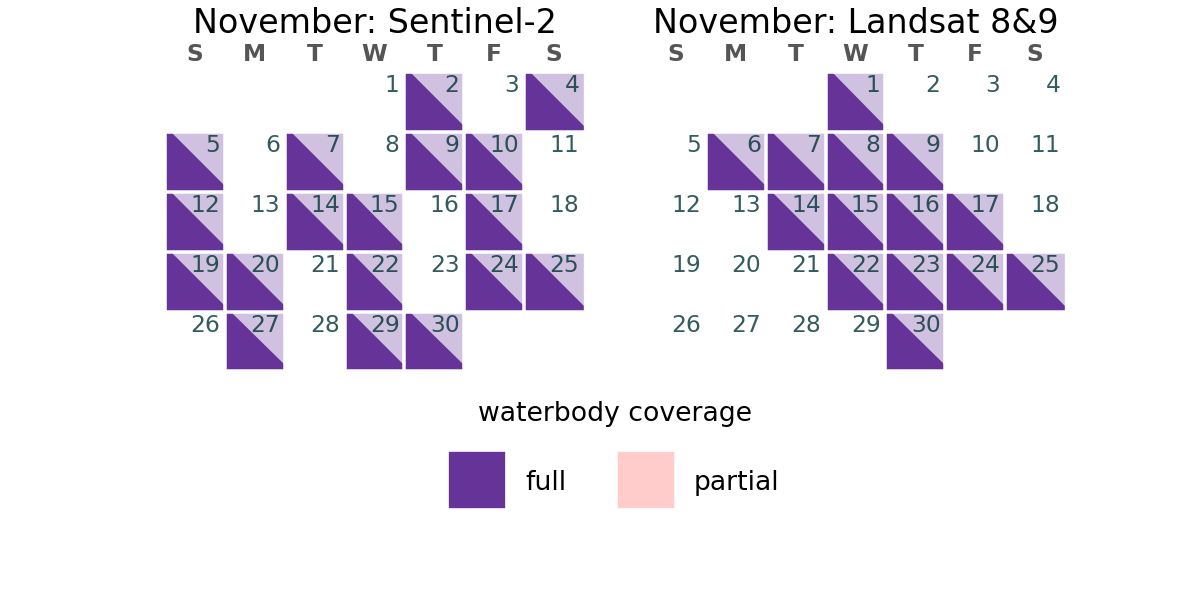 November: Sentinel-2
S M T W T F S
1 2 3 4
5 6 7 8 9 10 11
12 13 14 15 16 17 18
19 20 21 22 23 24 25
26 27 28 29 30
November: Landsat 8&9
S M T W T F S
1 2 3 4
5 6 7 8 9 10 11
12 13 14 15 16 17 18
19 20 21 22 23 24 25
26 27 28 29 30
waterbody coverage
full partial